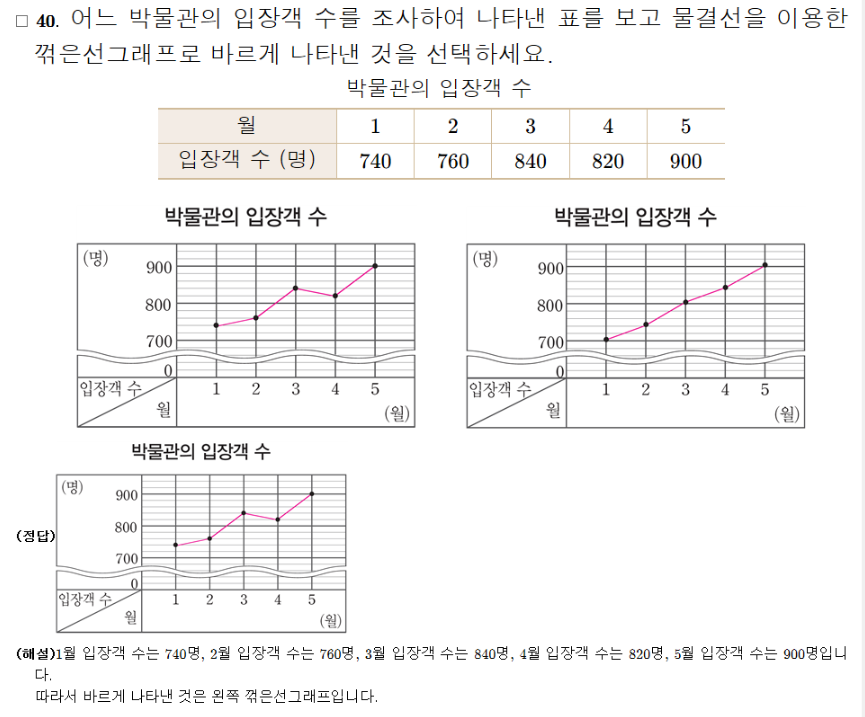 □ 40. 어느 박물관의 입장객 수를 조사하여 나타낸 표를 보고 물결선을 이용한
꺾은선그래프로 바르게 나타낸 것을 선택하세요.
박물관의 입장객 수
월 1 2 3 4 5
입장객 수 (명) 740 760 840 820 900
박물관의 입장객 수
(명)
900
800
700
0
입장객 수
월
1 2 3 4 5
(월)
박물관의 입장객 수
(명)
900
800
700
0
입장객 수
월
1 2 3 4 5
(월)
(정답)
박물관의 입장객 수
(명)
900
800
700
0
입장객 수
월
1 2 3 4 5
(월)
(해설)1월 입장객 수는 740명, 2월 입장객 수는 760명, 3월 입장객 수는 840명, 4월 입장객 수는 820명, 5월 입장객 수는 900명입니
다.
따라서 바르게 나타낸 것은 왼쪽 꺾은선그래프입니다.